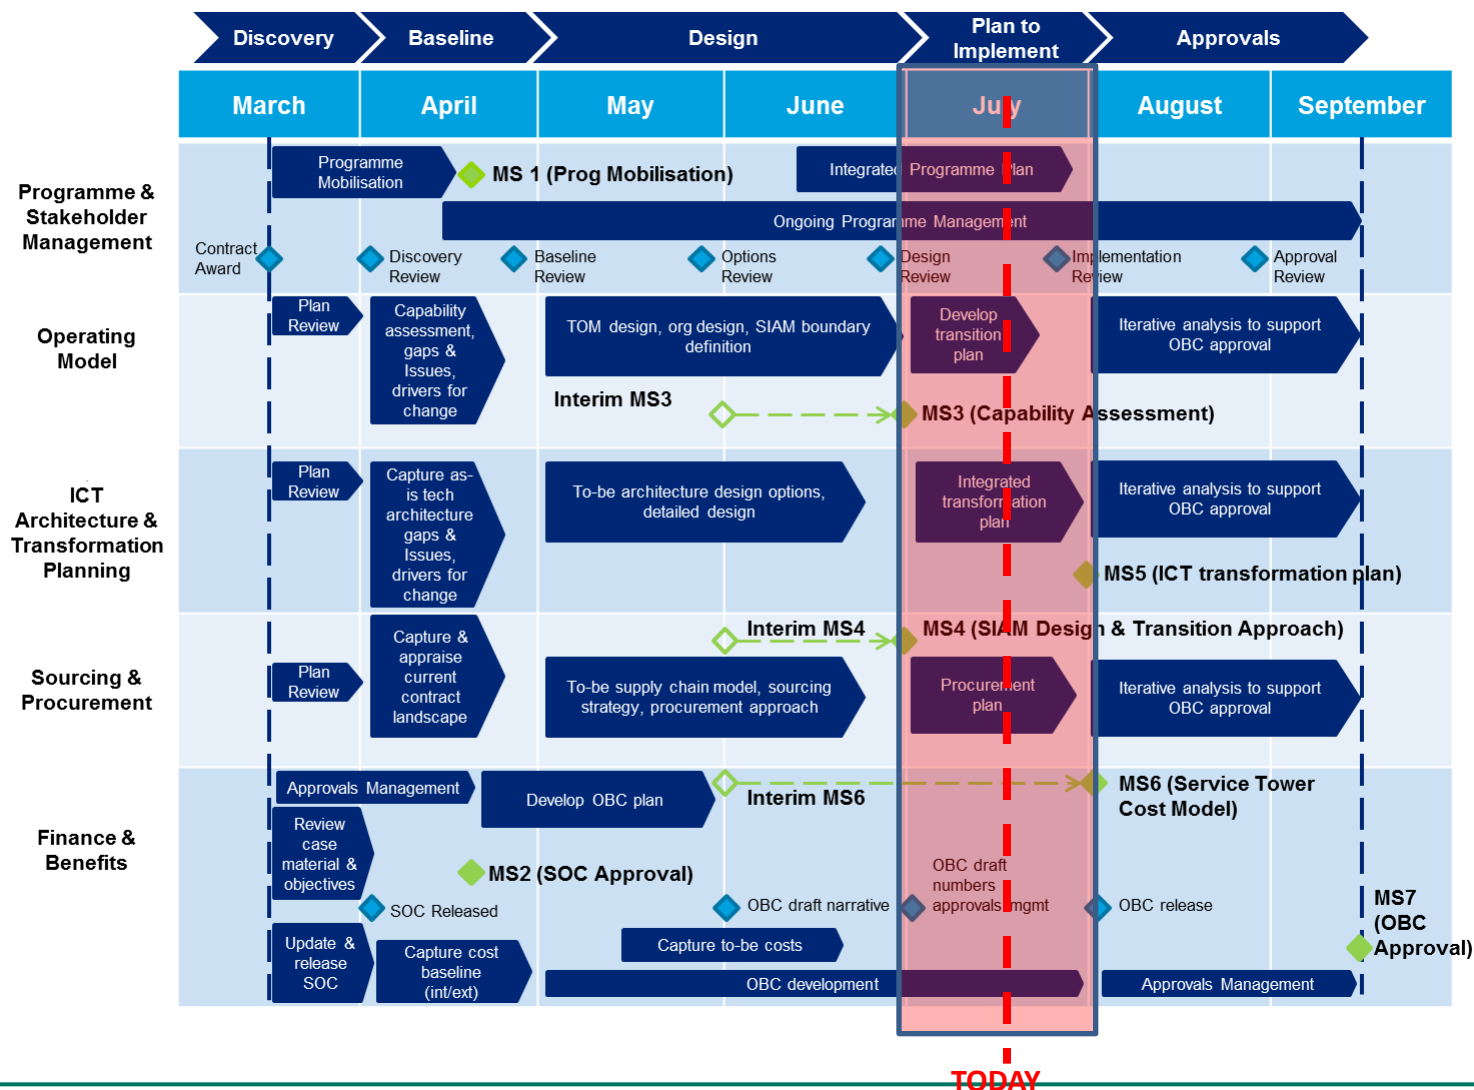 Discovery
Baseline
Design
Plan to
Implement
Approvals
March
April
May
June
July
August
September
Programme &
Stakeholder
Management
Programme
Mobilisation
MS 1 (Prog Mobilisation)
Integrated Programme Plan
Ongoing Programme Management
Contract
Award
Discovery
Review
Baseline
Review
Options
Review
Design
Review
Implementation
Review
Approval
Review
Operating
Model
Plan
Review
Capability
assessment,
gaps &
Issues,
drivers for
change
TOM design, org design, SIAM boundary
definition
Develop
transition
plan
Iterative analysis to support
OBC approval
Interim MS3
MS3 (Capability Assessment)
ICT
Architecture &
Transformation
Planning
Plan
Review
Capture as-
is tech
architecture
gaps &
Issues,
drivers for
change
To-be architecture design options,
detailed design
Integrated
transformation
plan
Iterative analysis to support
OBC approval
MS5 (ICT transformation plan)
Sourcing &
Procurement
Plan
Review
Capture &
appraise
current
contract
landscape
Interim MS4
MS4 (SIAM Design & Transition Approach)
To-be supply chain model, sourcing
strategy, procurement approach
Procurement
plan
Iterative analysis to support
OBC approval
Finance &
Benefits
Approvals Management
Develop OBC plan
Interim MS6
MS6 (Service Tower
Cost Model)
Review
case
material &
objectives
MS2 (SOC Approval)
SOC Released
OBC draft narrative
OBC draft
numbers
approvals mgmt
OBC release
MS7
(OBC
Approval)
Update &
release
SOC
Capture cost
baseline
(int/ext)
Capture to-be costs
OBC development
Approvals Management
TODAY